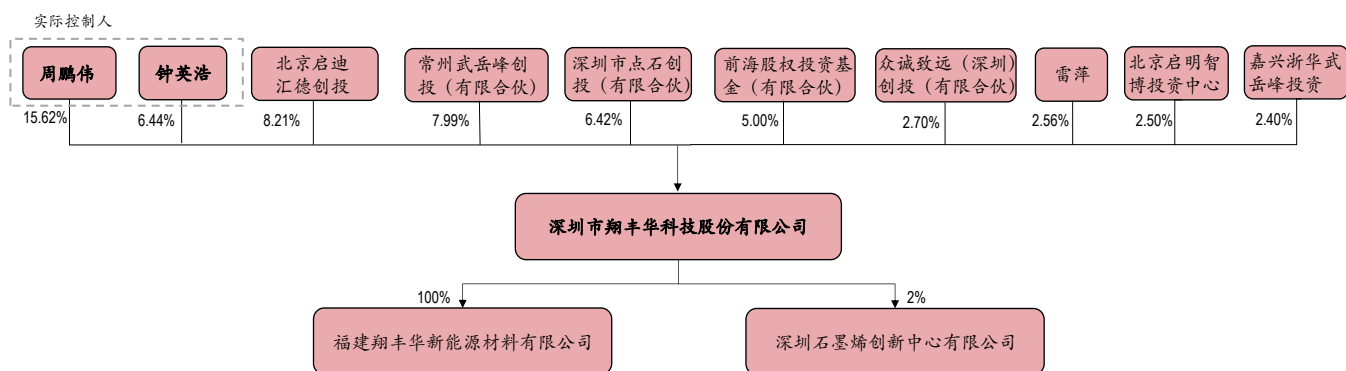 实际控制人
周鹏伟
钟英浩
北京启迪
汇德创投
常州武岳峰创
投（有限合伙）
深圳市点石创
投（有限合伙）
前海股权投资基
金（有限合伙）
众诚致远（深圳）
创投（有限合伙）
雷萍
北京启明智
博投资中心
嘉兴浙华武
岳峰投资
15.62%
6.44%
8.21%
7.99%
6.42%
5.00%
2.70%
2.56%
2.50%
2.40%
深圳市翔丰华科技股份有限公司
100%
2%
福建翔丰华新能源材料有限公司
深圳石墨烯创新中心有限公司